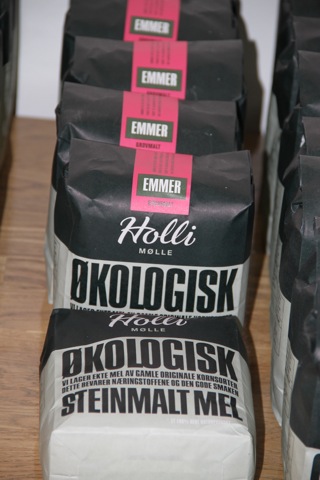 EMMER
EMMER
GROVMALT
EMMER
Holli
MØLLE
ØKOLOGISK
Holli
MØLLE
ØKOLOGISK
VI LAGER EKTE MEL AV GAMLE ORIGINALE KORNSORTER
DETTE BEVARER NÆRINGSTOFFENE OG DEN GODE SMAKEN
STEINMALT MEL